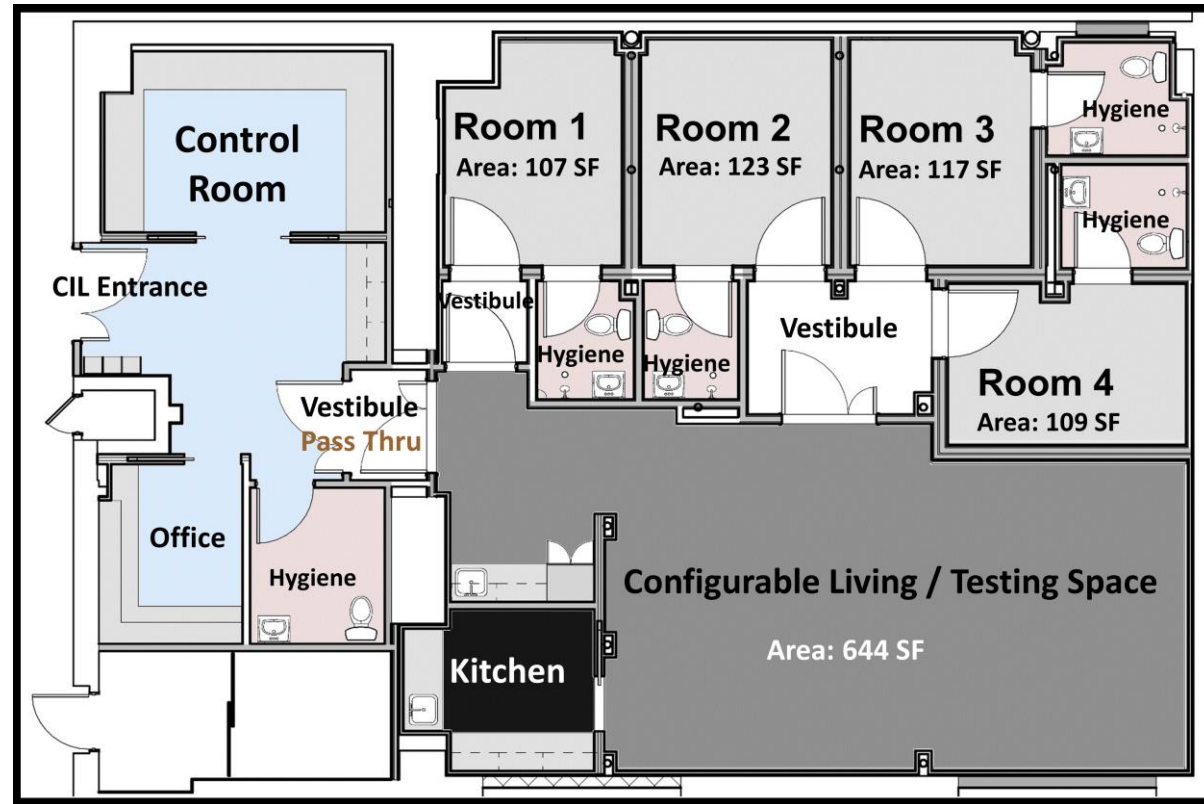 Control
Room
Room 1
Area: 107 SF
Room 2
Area: 123 SF
Room 3
Area: 117 SF
Hygiene
Hygiene
CIL Entrance
Vestibule
Hygiene
Hygiene
Vestibule
Room 4
Area: 109 SF
Vestibule
Pass Thru
Office
Hygiene
Configurable Living / Testing Space
Area: 644 SF
Kitchen